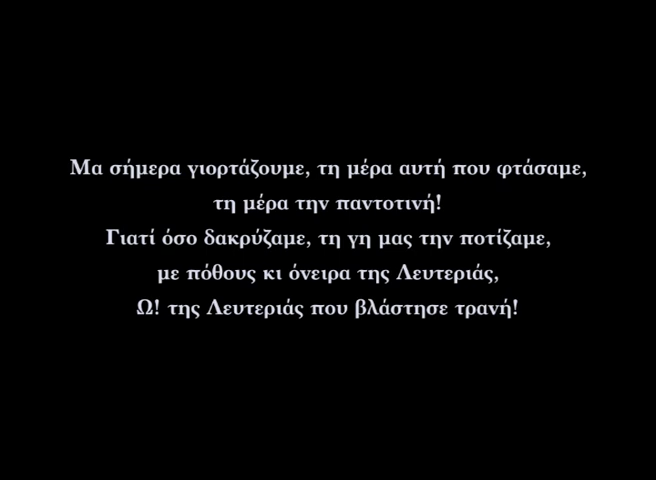 Μα σήμερα γιορτάζουμε, τη μέρα αυτή που φτάσαμε,
τη μέρα την παντοτινή!
Γιατί όσο δακρύζαμε, τη γη μας την ποτίζαμε,
με πόθους κι όνειρα της Λευτεριάς,
Ω! της Λευτεριάς που βλάστησε τρανή!